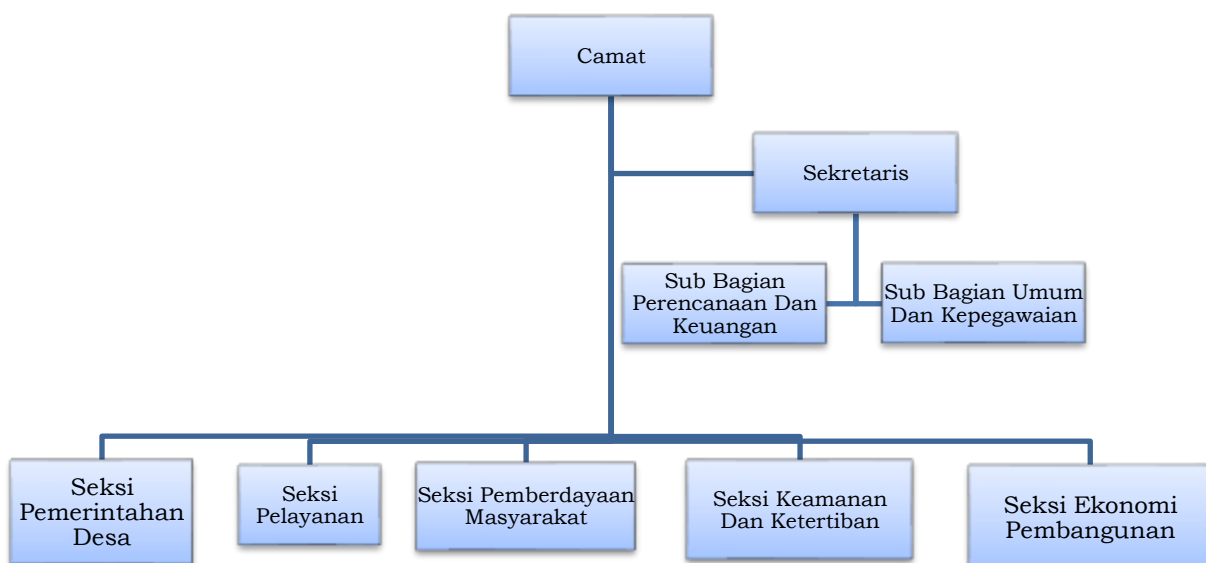 Camat
Sekretaris
Sub Bagian
Perencanaan Dan
Keuangan
Sub Bagian Umum
Dan Kepegawaian
Seksi
Pemerintahan
Desa
Seksi
Pelayanan
Seksi Pemberdayaan
Masyarakat
Seksi Keamanan
Dan Ketertiban
Seksi Ekonomi
Pembangunan